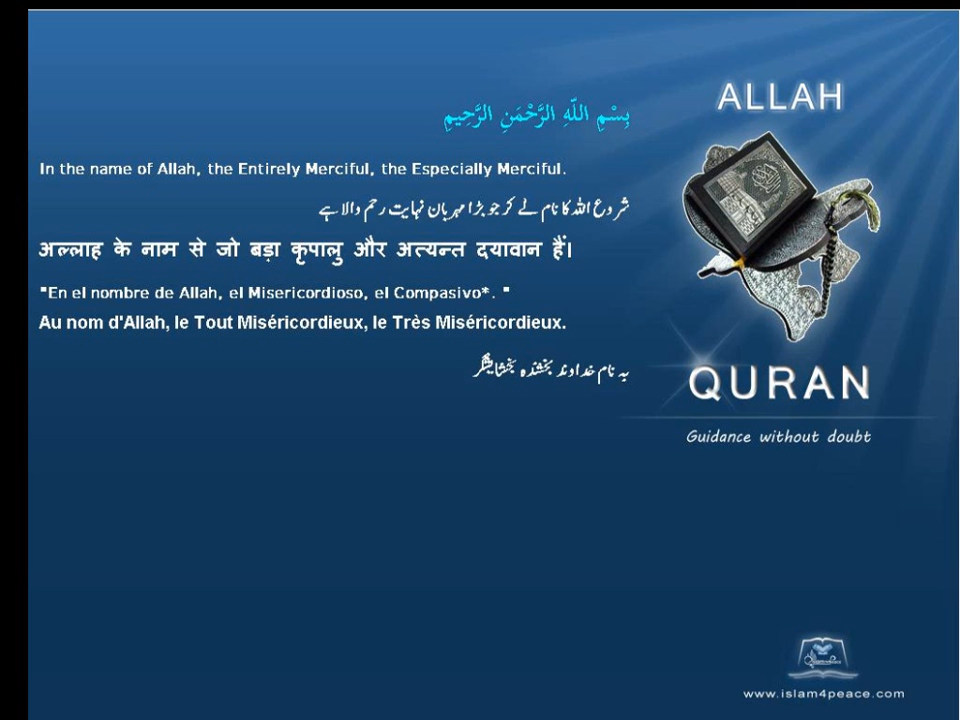 بِسْمِ اللَّهِ الرَّحْمَنِ الرَّحِيمِ
In the name of Allah, the Entirely Merciful, the Especially Merciful.
شروع اللہ کا نام لے کر جو بڑا مہربان نہایت رحم والا ہے
अल्लाह के नाम से जो बड़ा कृपालु और अत्यन्त दयावान हैं।
"En el nombre de Allah, el Misericordioso, el Compasivo*. "
Au nom d'Allah, le Tout Miséricordieux, le Très Miséricordieux.
به نام خداوند بخشنده بخشایشگر
ALLAH
QURAN
Guidance without doubt
www.islam4peace.com